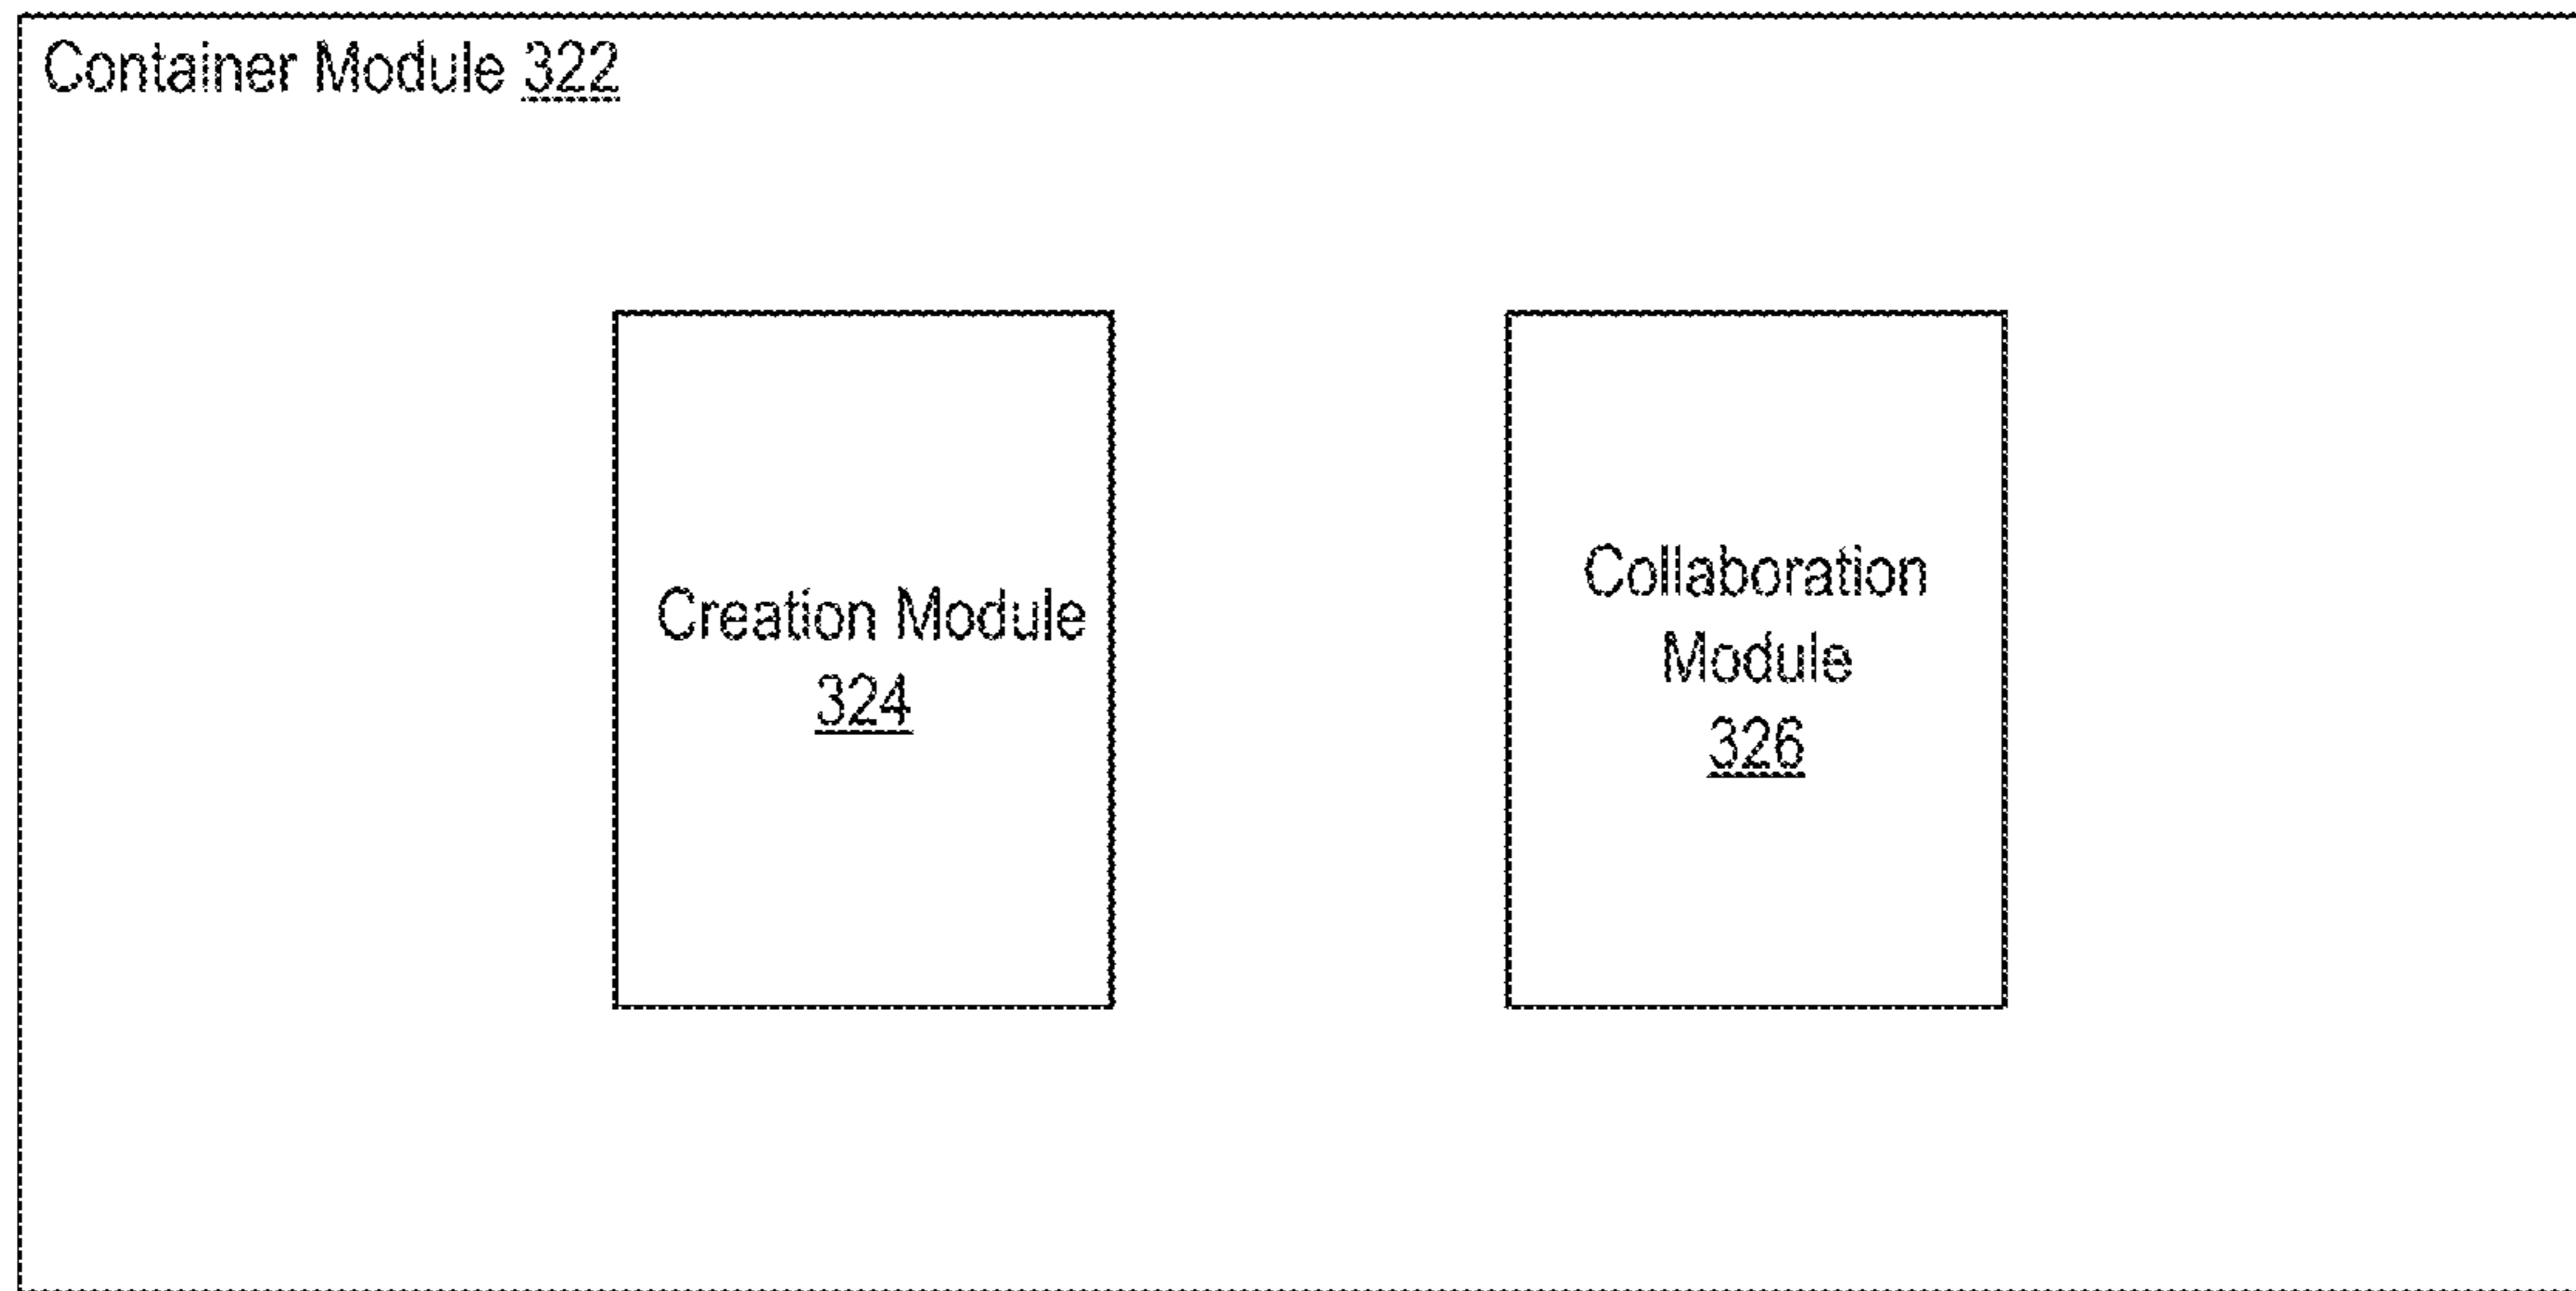 Container Module 322
Creation Module
324
Collaboration
Module
326